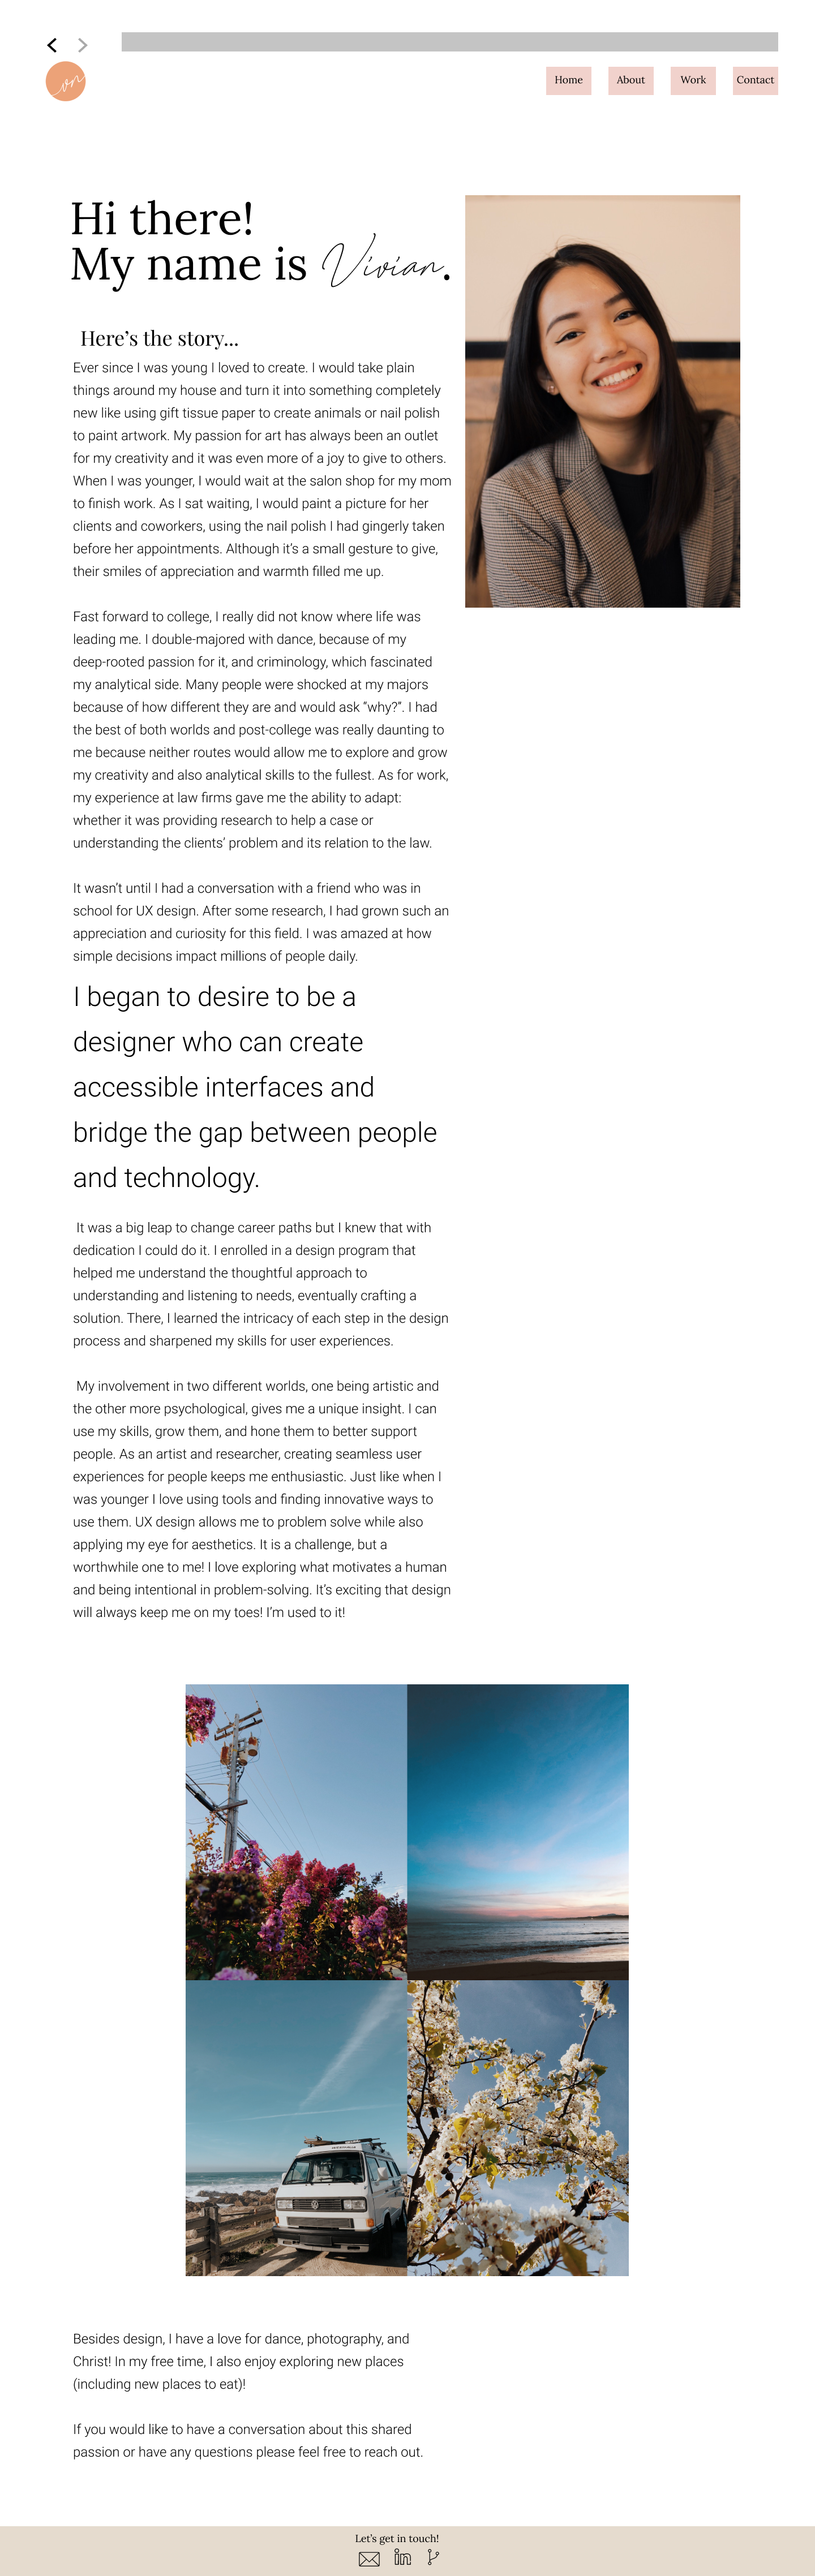 vn
Home About Work Contact
Hi there!
My name is Vivian.
Here’s the story...
Ever since I was young I loved to create. I would take plain
things around my house and turn it into something completely
new like using gift tissue paper to create animals or nail polish
to paint artwork. My passion for art has always been an outlet
for my creativity and it was even more of a joy to give to others.
When I was younger, I would wait at the salon shop for my mom
to finish work. As I sat waiting, I would paint a picture for her
clients and coworkers, using the nail polish I had gingerly taken
before her appointments. Although it’s a small gesture to give,
their smiles of appreciation and warmth filled me up.
Fast forward to college, I really did not know where life was
leading me. I double-majored with dance, because of my
deep-rooted passion for it, and criminology, which fascinated
my analytical side. Many people were shocked at my majors
because of how different they are and would ask “why?”. I had
the best of both worlds and post-college was really daunting to
me because neither routes would allow me to explore and grow
my creativity and also analytical skills to the fullest. As for work,
my experience at law firms gave me the ability to adapt:
whether it was providing research to help a case or
understanding the clients’ problem and its relation to the law.
It wasn’t until I had a conversation with a friend who was in
school for UX design. After some research, I had grown such an
appreciation and curiosity for this field. I was amazed at how
simple decisions impact millions of people daily.
I began to desire to be a
designer who can create
accessible interfaces and
bridge the gap between people
and technology.
It was a big leap to change career paths but I knew that with
dedication I could do it. I enrolled in a design program that
helped me understand the thoughtful approach to
understanding and listening to needs, eventually crafting a
solution. There, I learned the intricacy of each step in the design
process and sharpened my skills for user experiences.
My involvement in two different worlds, one being artistic and
the other more psychological, gives me a unique insight. I can
use my skills, grow them, and hone them to better support
people. As an artist and researcher, creating seamless user
experiences for people keeps me enthusiastic. Just like when I
was younger I love using tools and finding innovative ways to
use them. UX design allows me to problem solve while also
applying my eye for aesthetics. It is a challenge, but a
worthwhile one to me! I love exploring what motivates a human
and being intentional in problem-solving. It’s exciting that design
will always keep me on my toes! I’m used to it!
Besides design, I have a love for dance, photography, and
Christ! In my free time, I also enjoy exploring new places
(including new places to eat)!
If you would like to have a conversation about this shared
passion or have any questions please feel free to reach out.
Let’s get in touch!
in